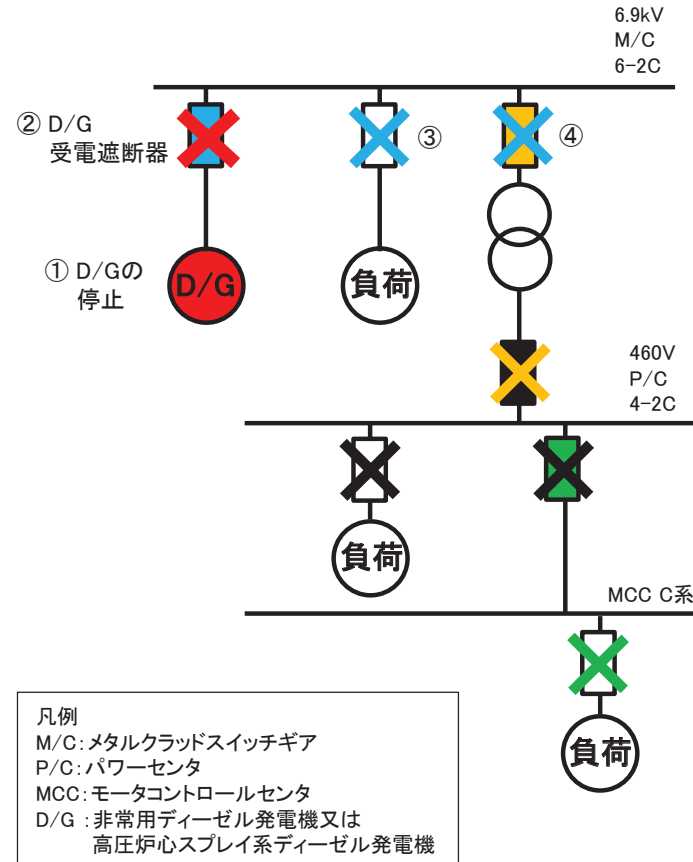 6.9kV
M/C
6-2C
② D/G
受電遮断器
③
④
① D/Gの
停止
D/G
負荷
460V
P/C
4-2C
負荷
MCC C系
負荷
凡例
M/C:メタルクラッドスイッチギア
P/C:パワーセンタ
MCC:モータコントロールセンタ
D/G :非常用ディーゼル発電機又は
高圧炉心スプレイ系ディーゼル発電機